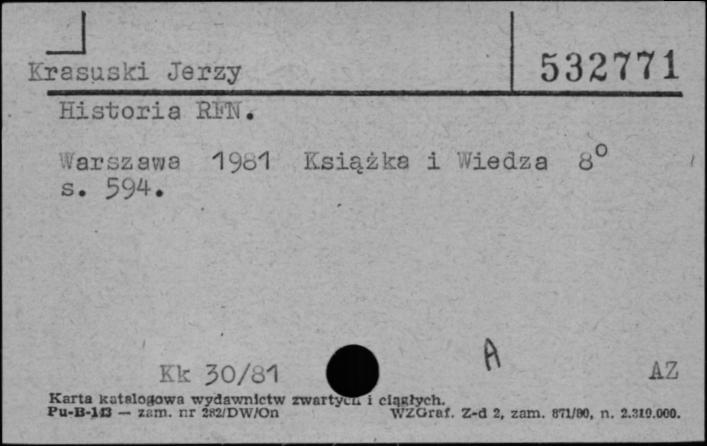 Krasuski Jerzy 532771
Historia RFN.
Warszawa 1981 Książka i Wiedza 8°
s. 594.
A
Kk 30/81 AZ
Karta katalogowa wydawnictw zwartych i ciągłych.
Pu-B-143 — zam. nr 282/DW/On WZGraf. Z-d 2, zam. 871/80, n. 2.319.000.